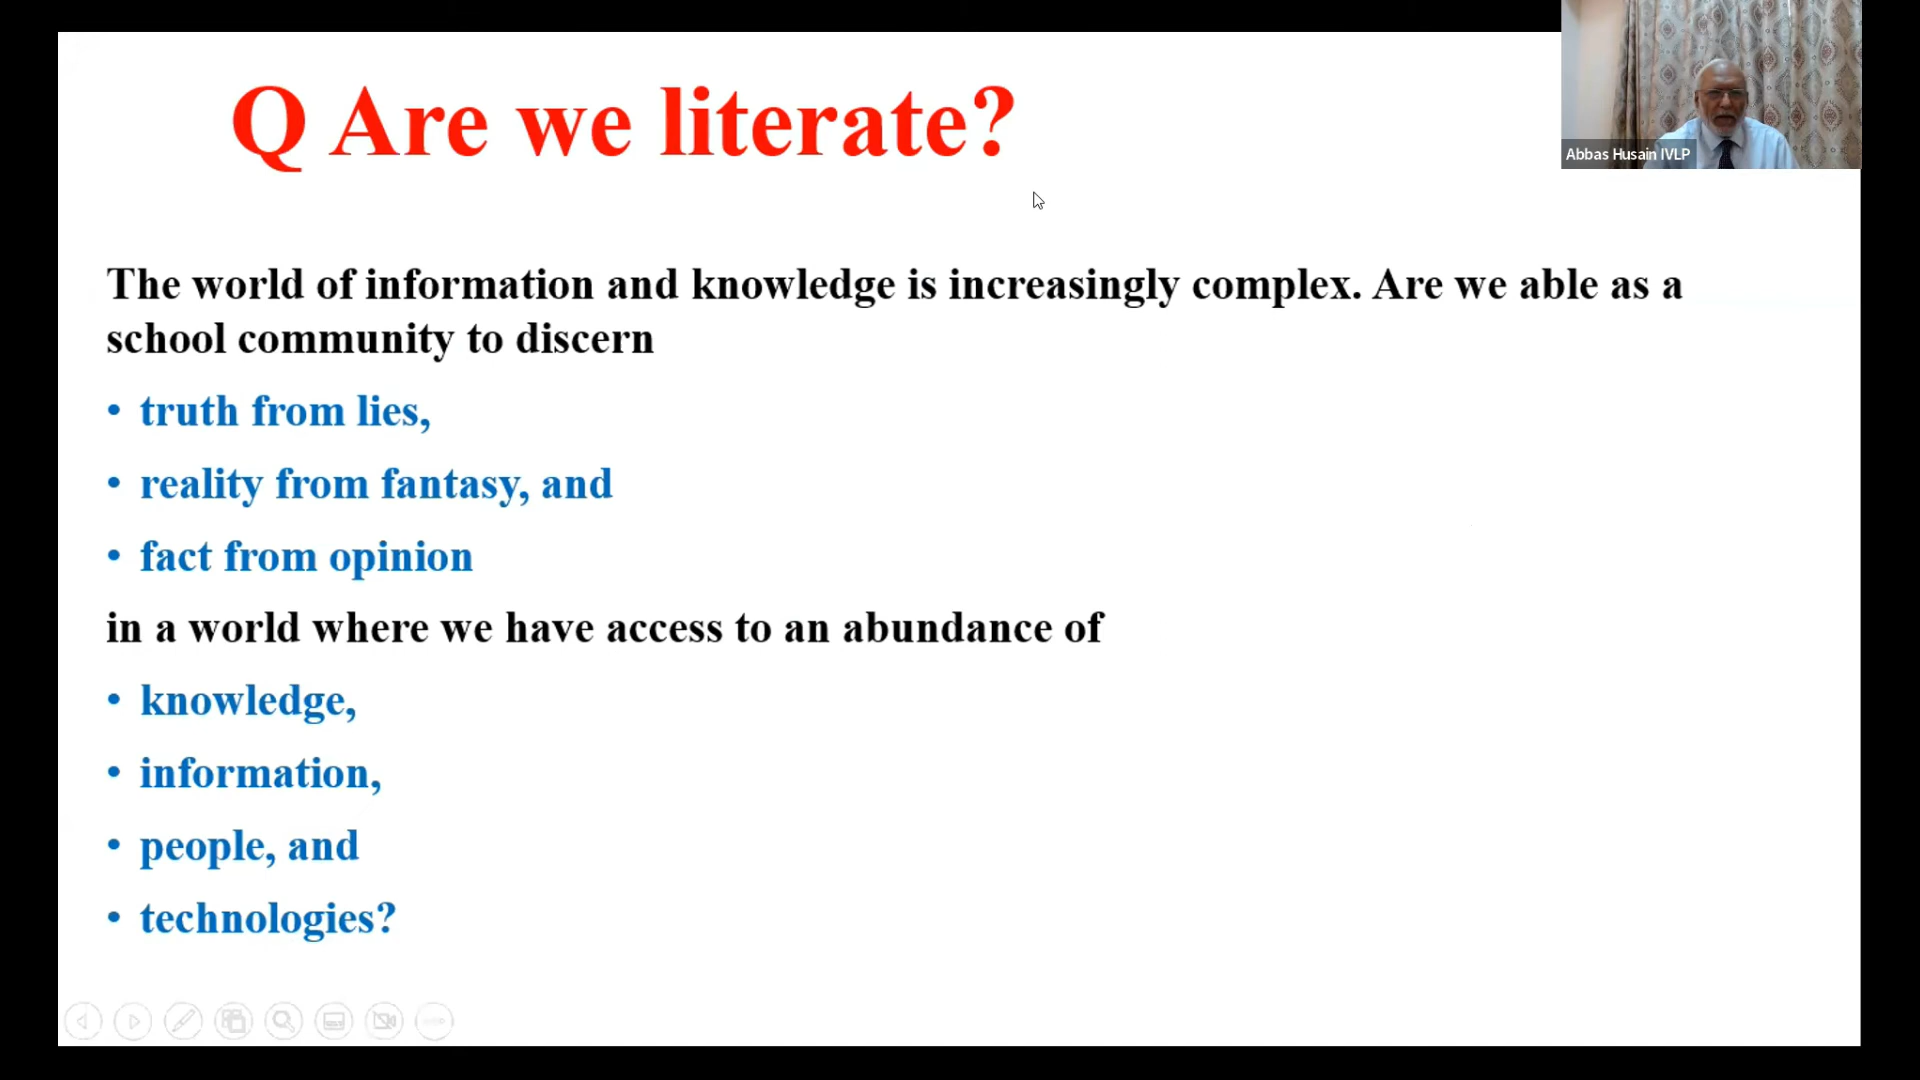 Q Are we literate?
Abbas Husain IVLP
The world of information and knowledge is increasingly complex. Are we able as a
school community to discern
• truth from lies,
• reality from fantasy, and
• fact from opinion
in a world where we have access to an abundance of
• knowledge,
• information,
• people, and
• technologies?